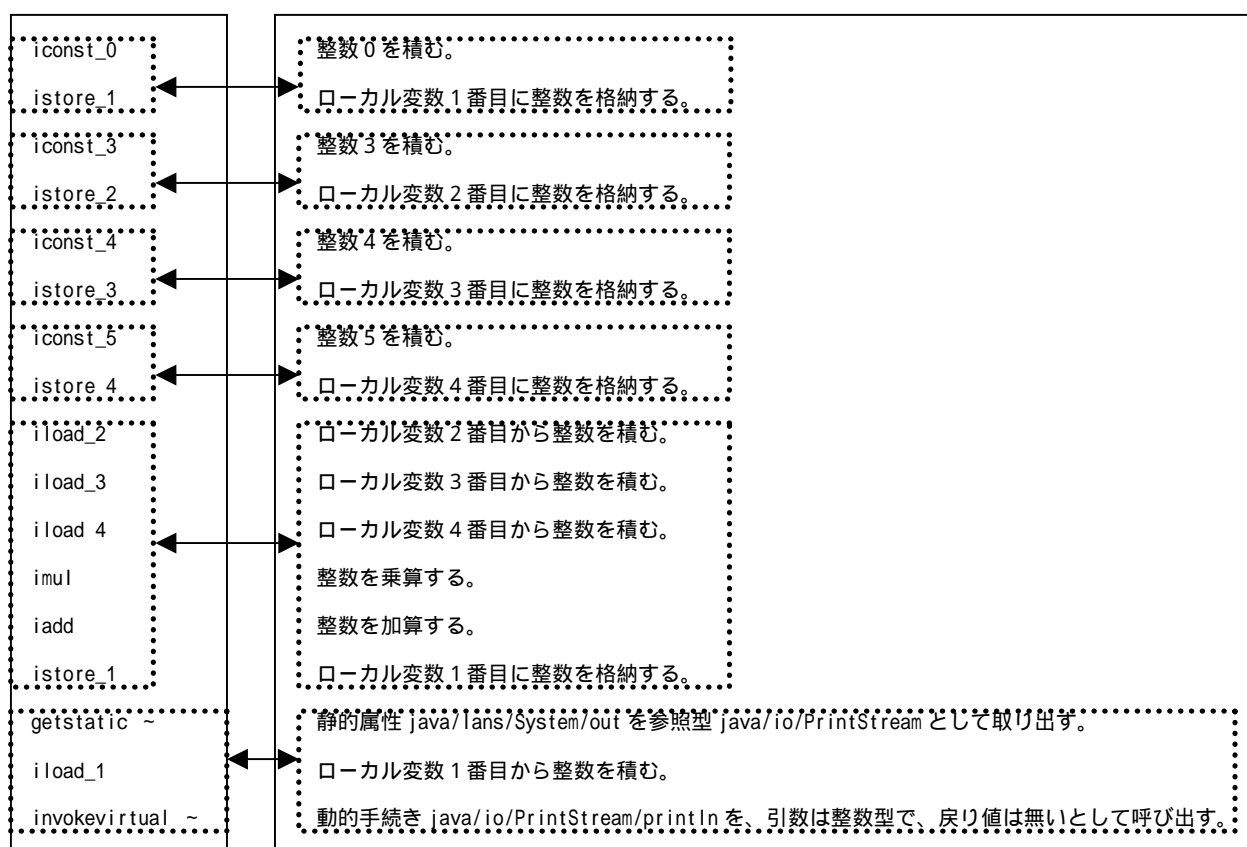 iconst_0 整数0を積む。
istore_1 ローカル変数1番目に整数を格納する。
iconst_3 整数3を積む。
istore_2 ローカル変数2番目に整数を格納する。
iconst_4 整数4を積む。
istore_3 ローカル変数3番目に整数を格納する。
iconst_5 整数5を積む。
istore 4 ローカル変数4番目に整数を格納する。
iload_2 ローカル変数2番目から整数を積む。
iload_3 ローカル変数3番目から整数を積む。
iload 4 ローカル変数4番目から整数を積む。
imul 整数を乗算する。
iadd 整数を加算する。
istore_1 ローカル変数1番目に整数を格納する。
getstatic ~ 静的属性 java/lans/System/out を参照型 java/io/PrintStream として取り出す。
iload_1 ローカル変数1番目から整数を積む。
invokevirtual ~ 動的手続き java/io/PrintStream/println を、引数は整数型で、戻り値は無いとして呼び出す。